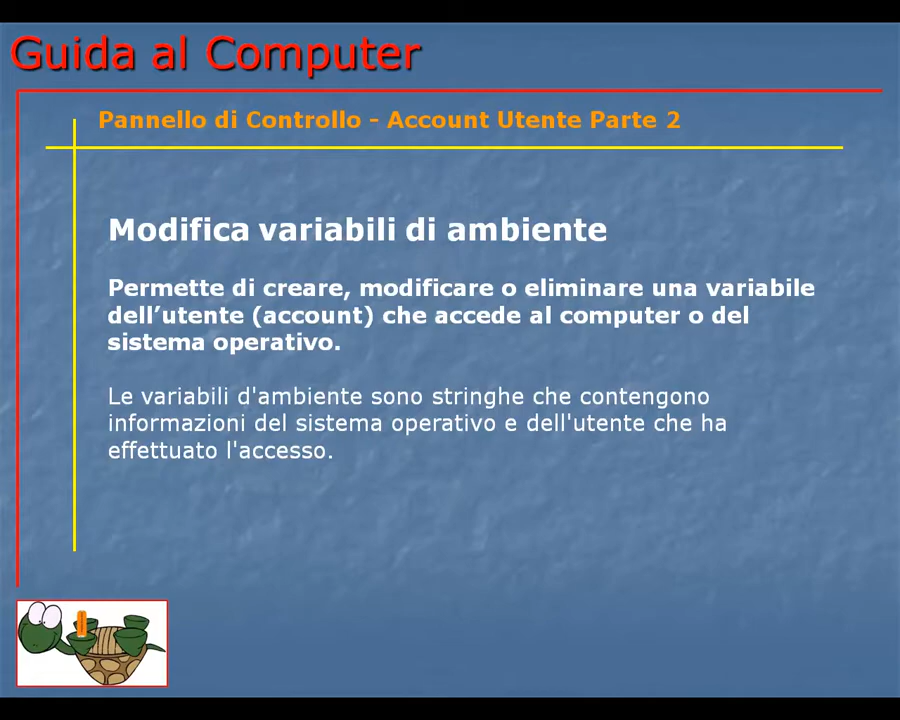 Guida al Computer
Pannello di Controllo - Account Utente Parte 2
Modifica variabili di ambiente
Permette di creare, modificare o eliminare una variabile
dell’utente (account) che accede al computer o del
sistema operativo.
Le variabili d'ambiente sono stringhe che contengono
informazioni del sistema operativo e dell'utente che ha
effettuato l'accesso.